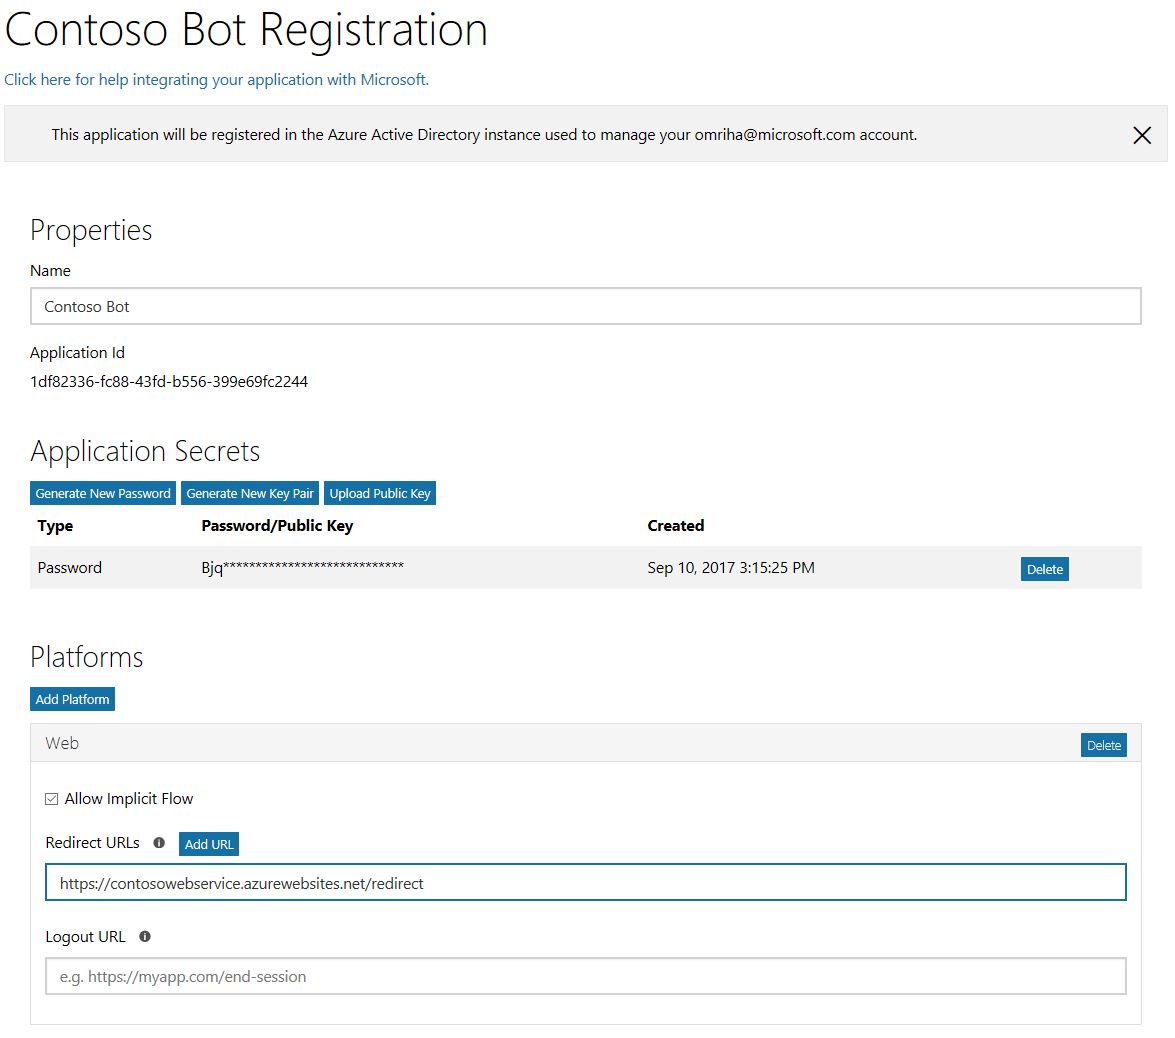 Contoso Bot Registration
Click here for help integrating your application with Microsoft.
This application will be registered in the Azure Active Directory instance used to manage your omriha@microsoft.com account.
Properties
Name
Contoso Bot
Application Id
1df82336-fc88-43fd-b556-399e69fc2244
Application Secrets
Generate New Password Generate New Key Pair Upload Public Key
Type Password/Public Key Created
Password Bjq**************************** Sep 10, 2017 3:15:25 PM Delete
Platforms
Add Platform
Web Delete
Allow Implicit Flow
Redirect URLs Add URL
https://contosowebservice.azurewebsites.net/redirect
Logout URL
e.g. https://myapp.com/end-session